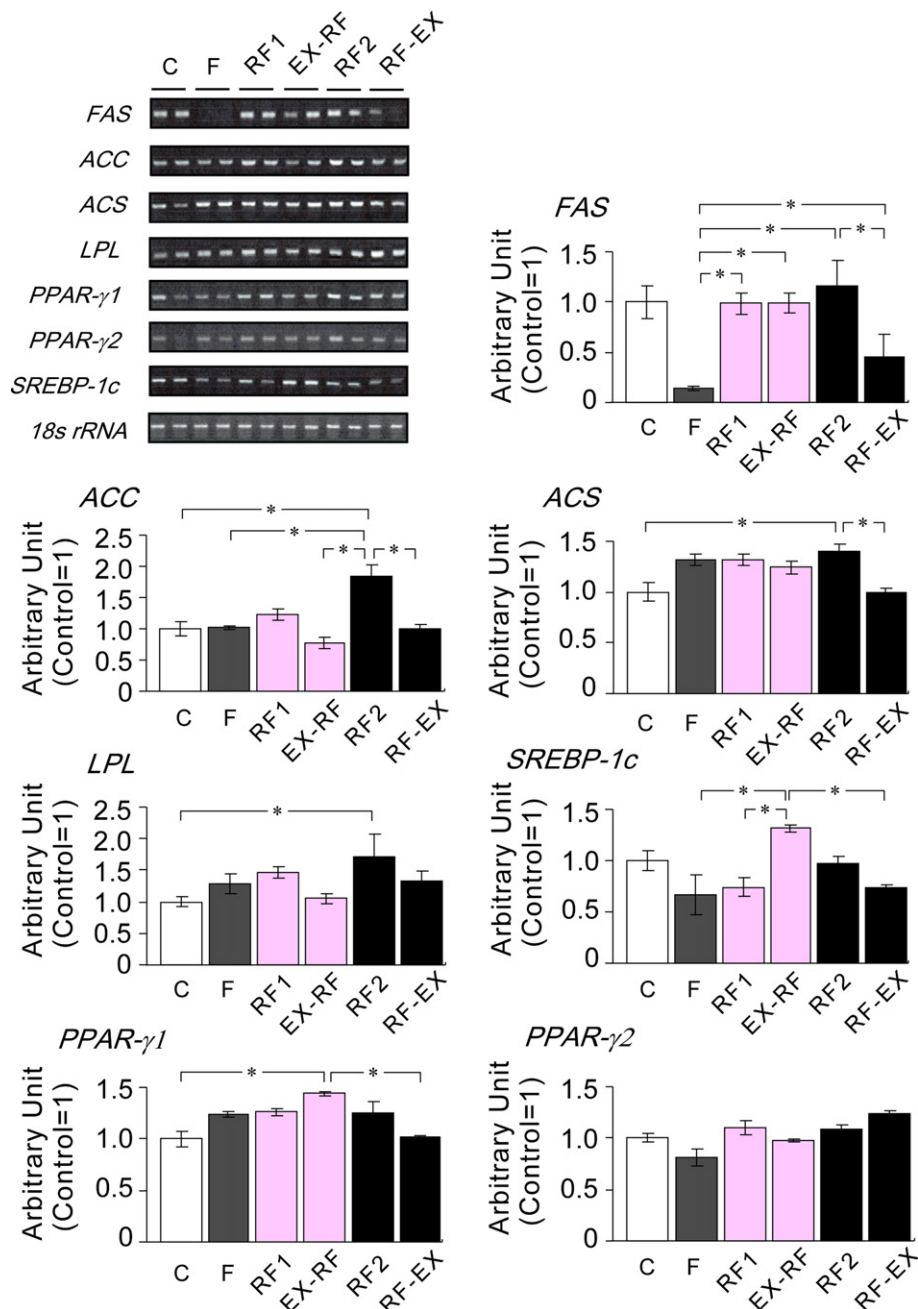 C F RF1 EX-RF RF2 RF-EX
FAS
ACC
ACS
LPL
PPAR-γ1
PPAR-γ2
SREBP-1c
18s rRNA
FAS
Arbitrary Unit
(Control=1)
1.5
1.0
0.5
0
*
*
*
*
*
C F RF1 EX-RF RF2 RF-EX
ACC
Arbitrary Unit
(Control=1)
2.5
2.0
1.5
1.0
0.5
0
*
*
* *
C F RF1 EX-RF RF2 RF-EX
ACS
Arbitrary Unit
(Control=1)
1.5
1.0
0.5
0
* *
C F RF1 EX-RF RF2 RF-EX
LPL
Arbitrary Unit
(Control=1)
2.5
2.0
1.5
1.0
0.5
0
*
C F RF1 EX-RF RF2 RF-EX
SREBP-1c
Arbitrary Unit
(Control=1)
1.5
1.0
0.5
0
* *
*
C F RF1 EX-RF RF2 RF-EX
PPAR-γ1
Arbitrary Unit
(Control=1)
1.5
1.0
0.5
0
* *
C F RF1 EX-RF RF2 RF-EX
PPAR-γ2
Arbitrary Unit
(Control=1)
1.5
1.0
0.5
0
C F RF1 EX-RF RF2 RF-EX